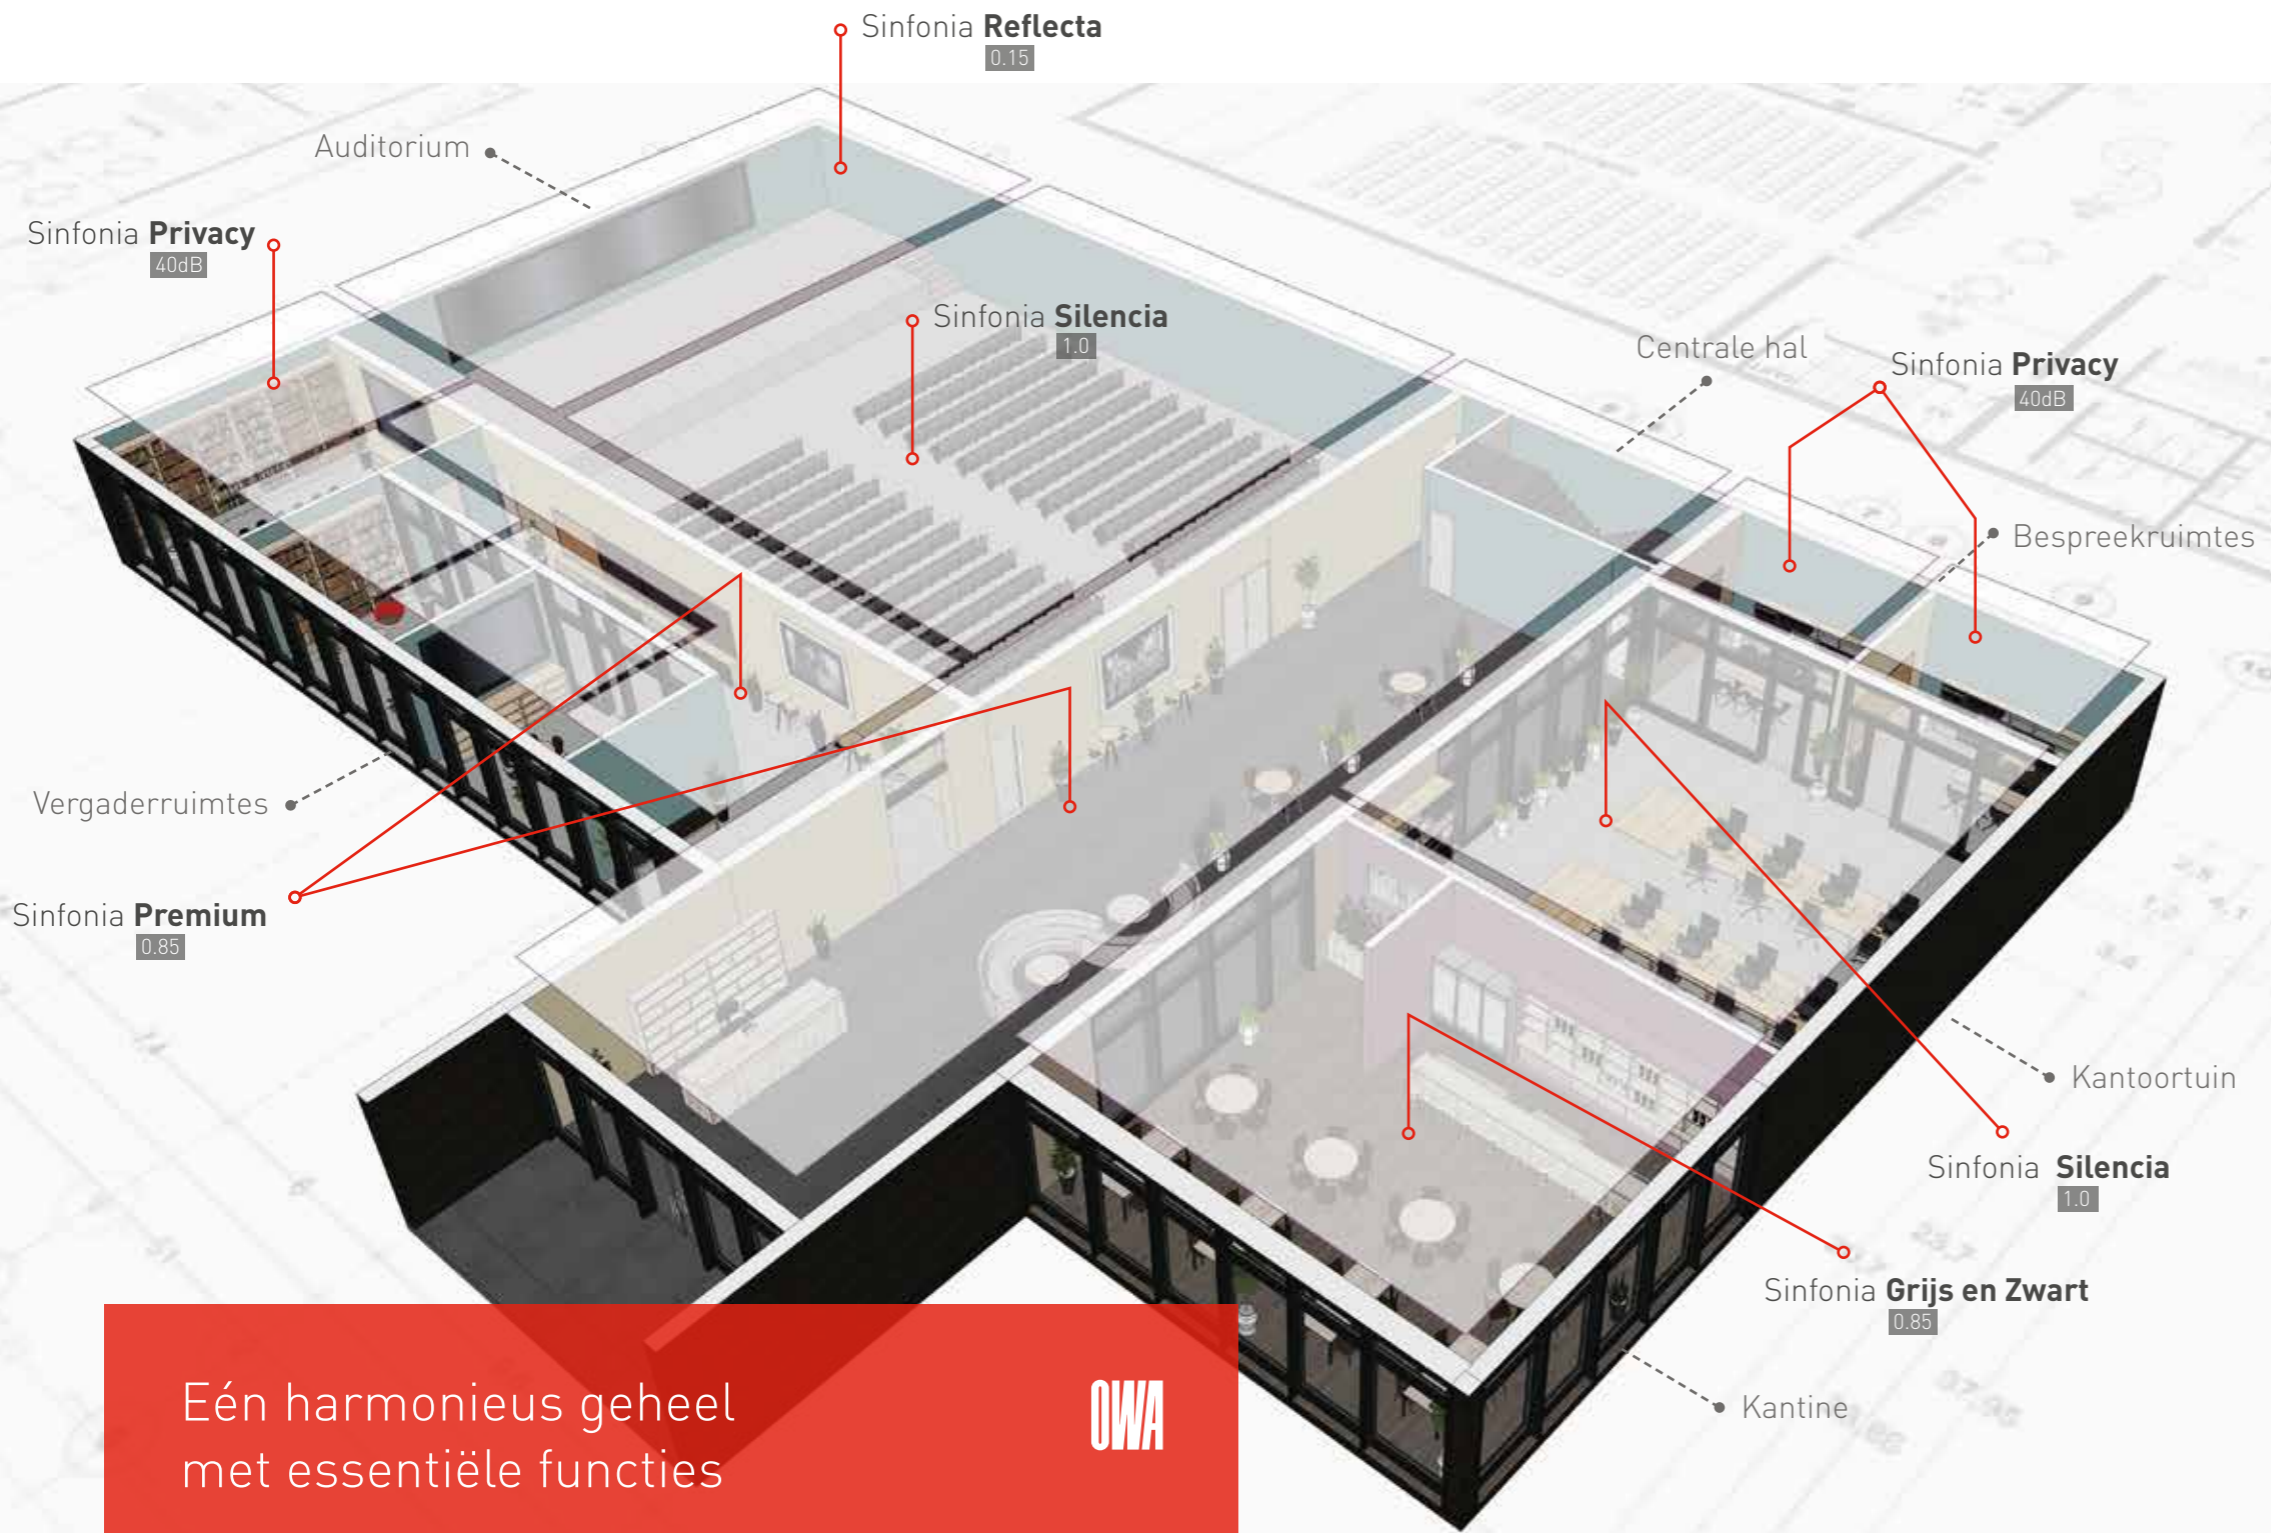 Sinfonia Reflecta
0.15
Auditorium
Sinfonia Privacy
40dB
Sinfonia Silencia
1.0
Centrale hal
Sinfonia Privacy
40dB
Bespreekruimtes
Vergaderruimtes
Sinfonia Premium
0.85
Kantoortuin
Sinfonia Silencia
1.0
Sinfonia Grijs en Zwart
0.85
Kantine
Eén harmonieus geheel
met essentiële functies
OWA